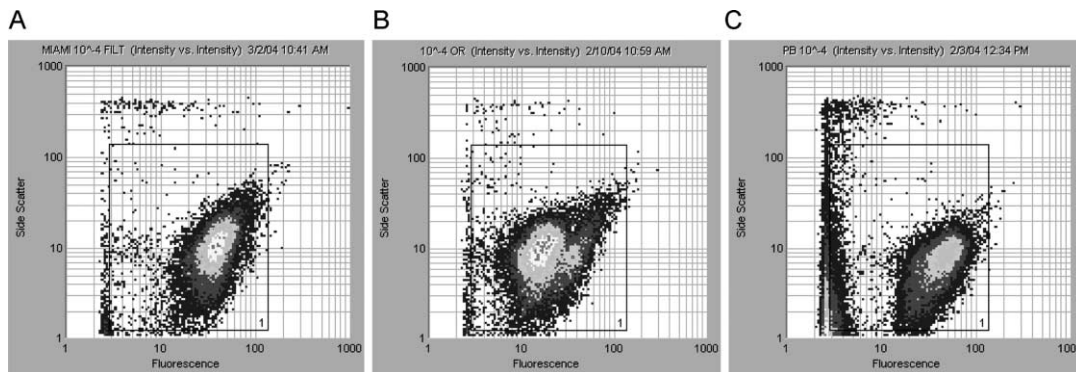 A
MIAMI 10^-4 FILT (Intensity vs. Intensity) 3/2/04 10:41 AM
1000
100
10
1
Side Scatter
1
1 10 100 1000
Fluorescence
B
10^-4 OR (Intensity vs. Intensity) 2/10/04 10:59 AM
1000
100
10
1
Side Scatter
1
1 10 100 1000
Fluorescence
C
PB 10^-4 (Intensity vs. Intensity) 2/3/04 12:34 PM
1000
100
10
1
Side Scatter
1
1 10 100 1000
Fluorescence